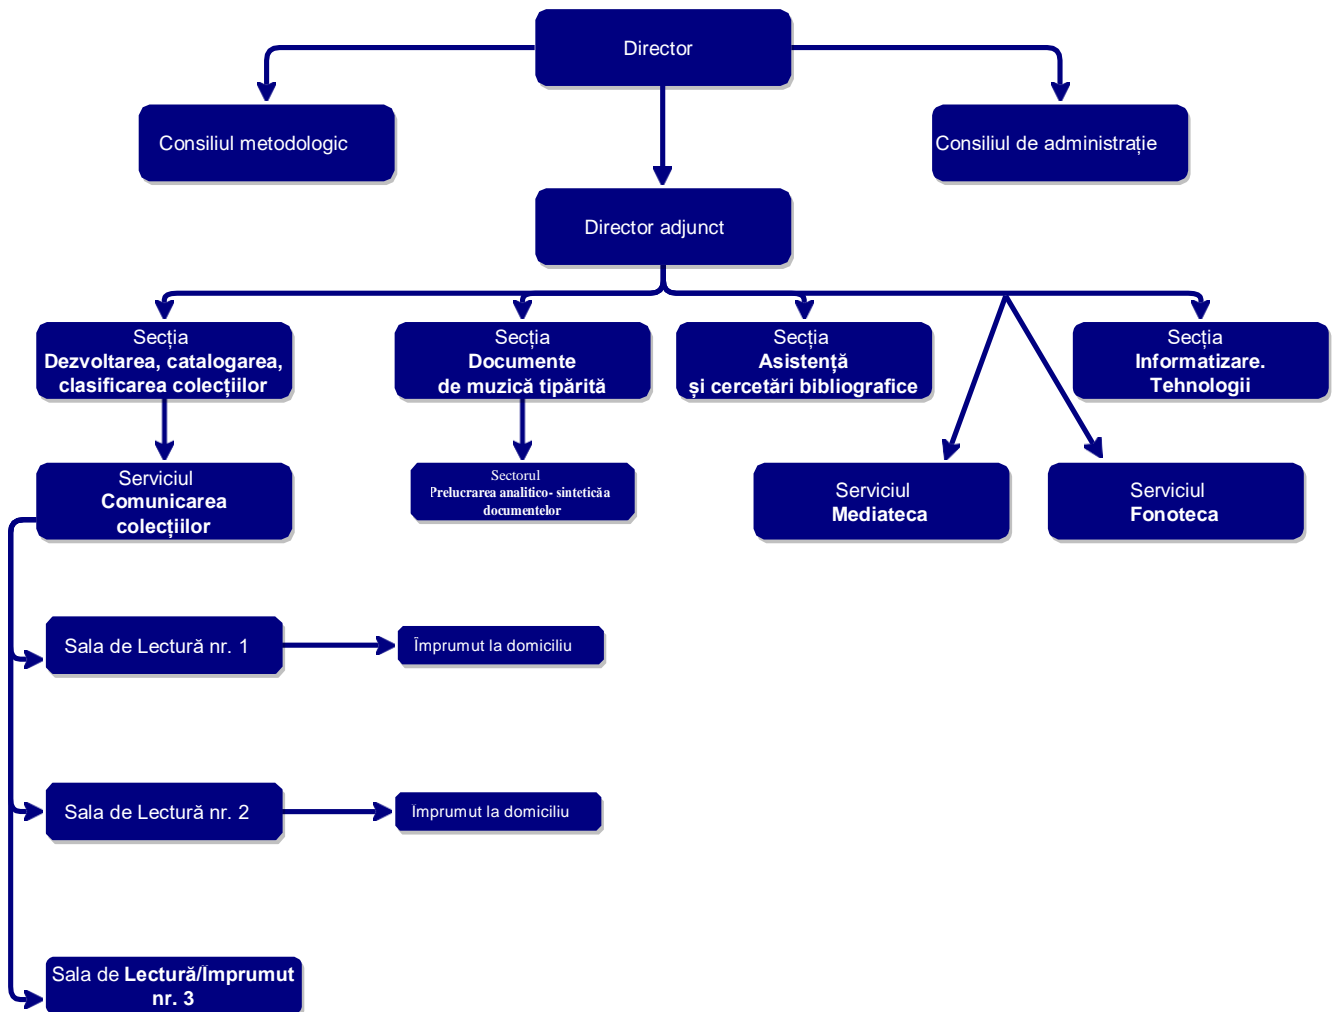 Director
Consiliul metodologic
Consiliul de administrație
Director adjunct
Secția
Dezvoltarea, catalogarea,
clasificarea colecțiilor
Secția
Documente
de muzică tipărită
Secția
Asistență
și cercetări bibliografice
Secția
Informatizare.
Tehnologii
Serviciul
Comunicarea
colecțiilor
Sectorul
Prelucrarea analitico- sinteticăa
documentelor
Serviciul
Mediateca
Serviciul
Fonoteca
Sala de Lectură nr. 1
Împrumut la domiciliu
Sala de Lectură nr. 2
Împrumut la domiciliu
Sala de Lectură/Împrumut
nr. 3